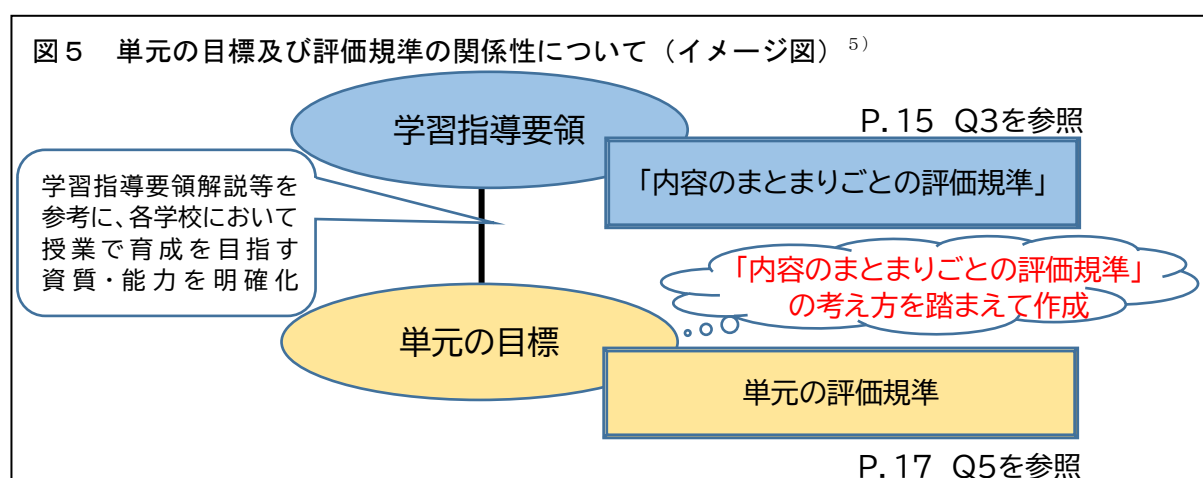 図5 単元の目標及び評価規準の関係性について（イメージ図）5)
学習指導要領
P.15 Q3を参照
「内容のまとまりごとの評価規準」
学習指導要領解説等を
参考に、各学校において
授業で育成を目指す
資質・能力を明確化
「内容のまとまりごとの評価規準」
の考え方を踏まえて作成
単元の目標
単元の評価規準
P.17 Q5を参照